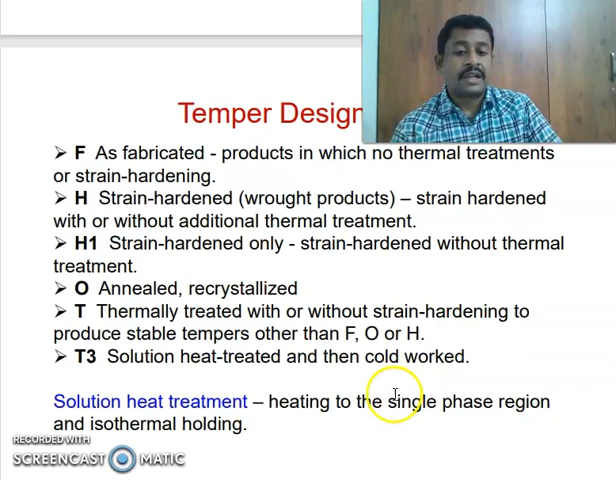 Temper Design
➢ F As fabricated - products in which no thermal treatments
or strain-hardening.
➢ H Strain-hardened (wrought products) – strain hardened
with or without additional thermal treatment.
➢ H1 Strain-hardened only - strain-hardened without thermal
treatment.
➢ O Annealed, recrystallized
➢ T Thermally treated with or without strain-hardening to
produce stable tempers other than F, O or H.
➢ T3 Solution heat-treated and then cold worked.
Solution heat treatment – heating to the single phase region
and isothermal holding.
RECORDED WITH
SCREENCAST MATIC